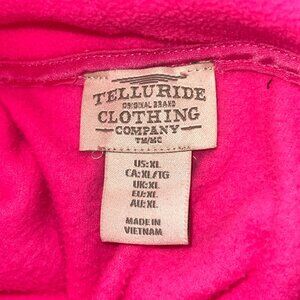 TELLURIDE
ORIGINAL BRAND
CLOTHING
COMPANY
TM/MC
US:XL
CA:XL/TG
UK:XL
EU:XL
AU:XL
MADE IN
VIETNAM